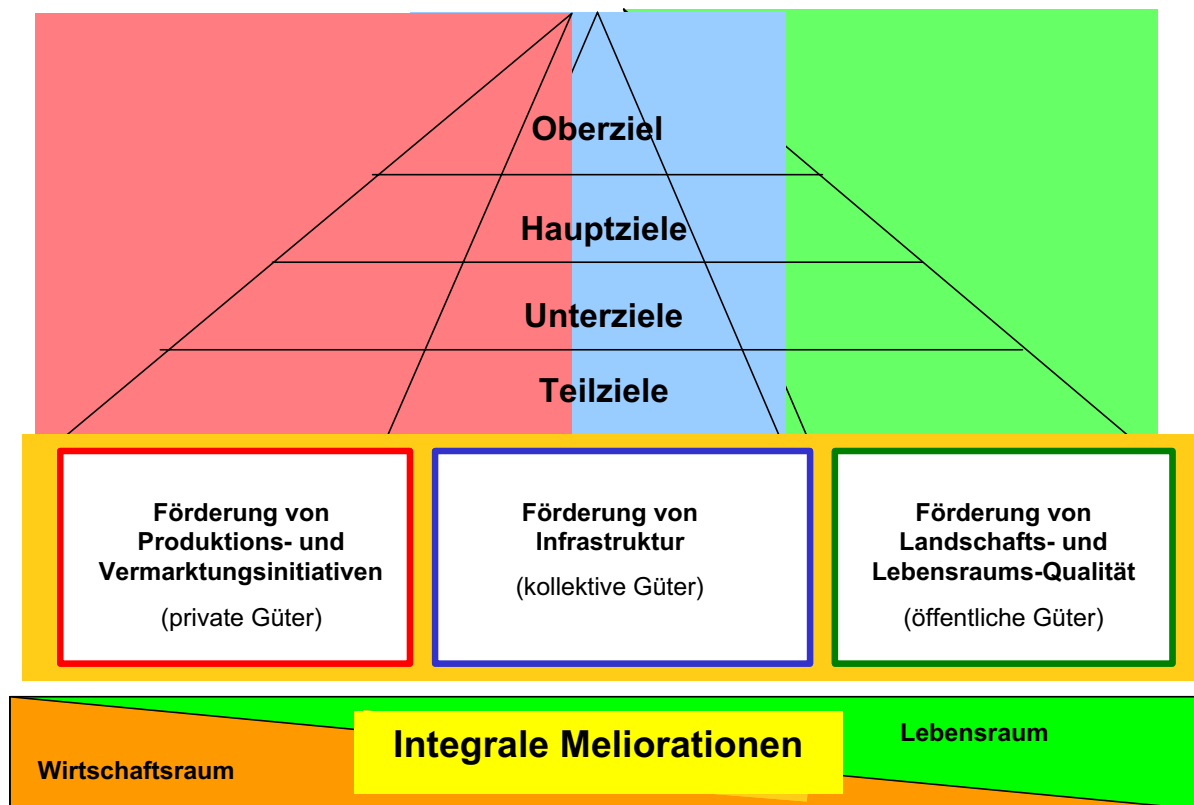 Oberziel
Hauptziele
Unterziele
Teilziele
Förderung von
Produktions- und
Vermarktungsinitiativen
(private Güter)
Förderung von
Infrastruktur
(kollektive Güter)
Förderung von
Landschafts- und
Lebensraums-Qualität
(öffentliche Güter)
Wirtschaftsraum
Integrale Meliorationen
Lebensraum